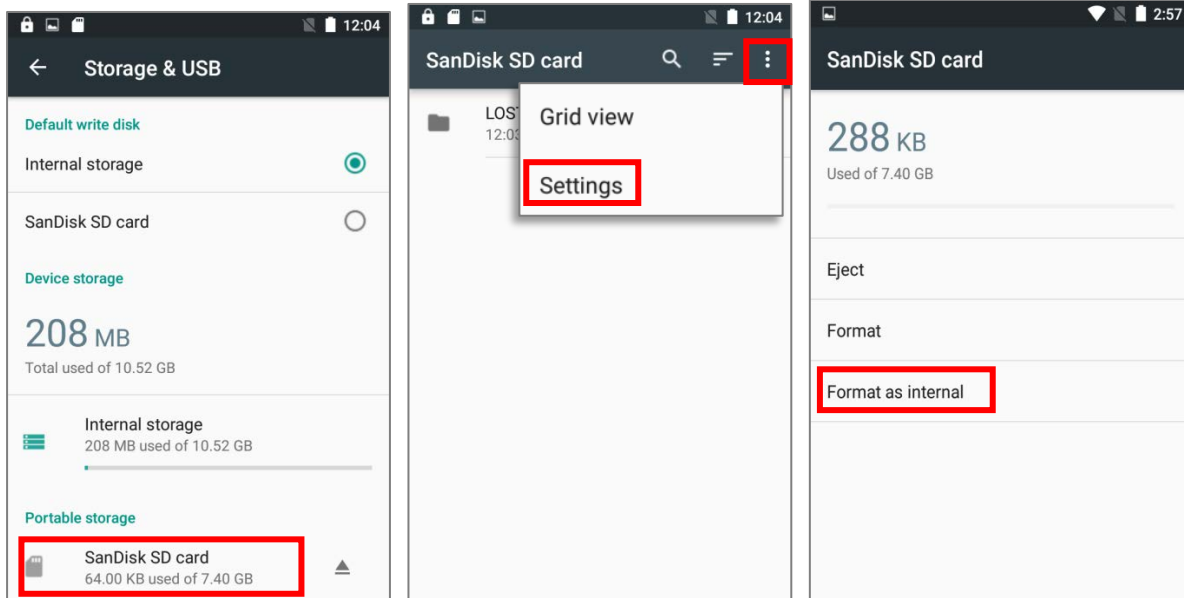 12:04
Storage & USB
Default write disk
Internal storage
SanDisk SD card
Device storage
208 MB
Total used of 10.52 GB
Internal storage
208 MB used of 10.52 GB
Portable storage
SanDisk SD card
64.00 KB used of 7.40 GB
12:04
SanDisk SD card
LOS
12:03
Grid view
Settings
2:57
SanDisk SD card
288 KB
Used of 7.40 GB
Eject
Format
Format as internal